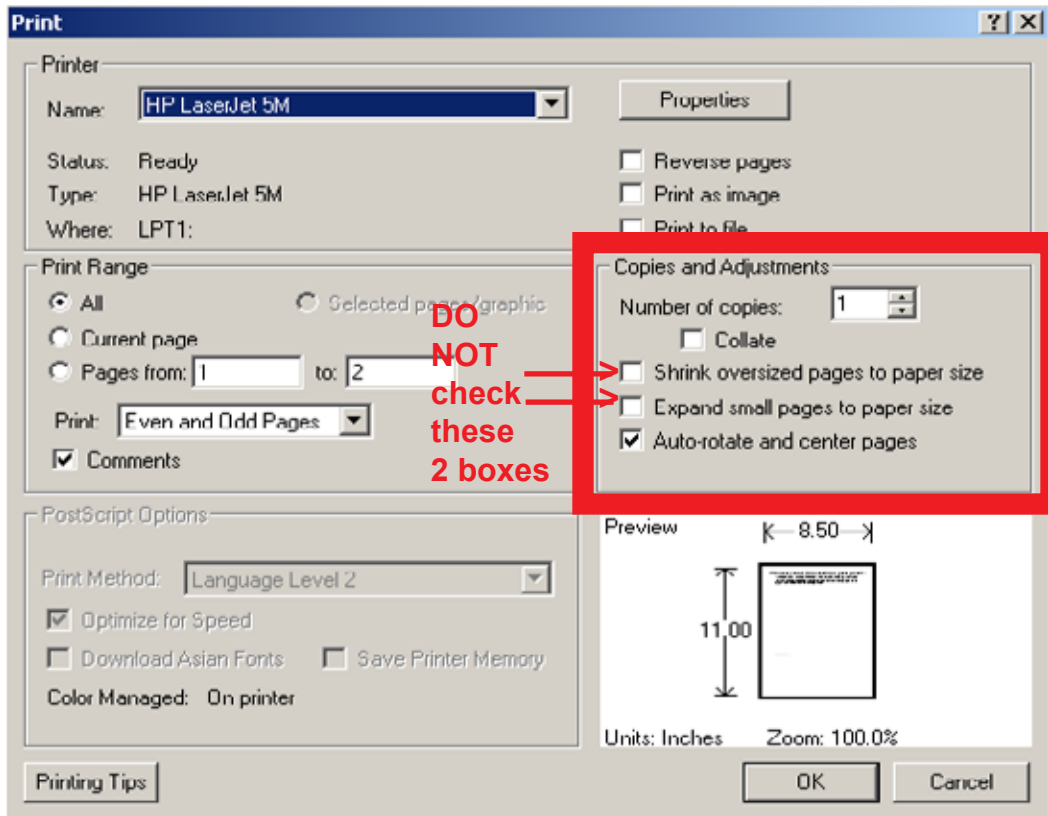 Print
Printer
Name: HP LaserJet 5M
Properties
Status: Ready
Type: HP LaserJet 5M
Where: LPT1:
Reverse pages
Print as image
Print to file
Print Range
All
Selected pages/graphic
Current page
Pages from: 1 to: 2
Print: Even and Odd Pages
Comments
DO
NOT
check
these
2 boxes
Copies and Adjustments
Number of copies: 1
Collate
Shrink oversized pages to paper size
Expand small pages to paper size
Auto-rotate and center pages
PostScript Options
Print Method: Language Level 2
Optimize for Speed
Download Asian Fonts
Save Printer Memory
Color Managed: On printer
Preview
8.50
11.00
Units: Inches Zoom: 100.0%
Printing Tips
OK
Cancel